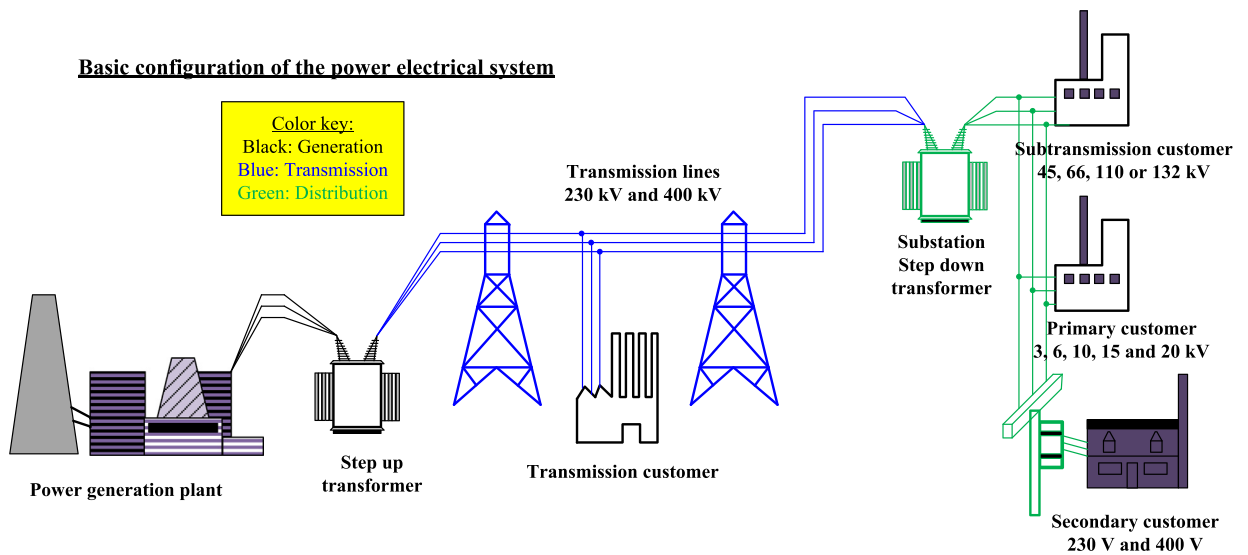 Basic configuration of the power electrical system
Color key:
Black: Generation
Blue: Transmission
Green: Distribution
Transmission lines
230 kV and 400 kV
Subtransmission customer
45, 66, 110 or 132 kV
Substation
Step down
transformer
Primary customer
3, 6, 10, 15 and 20 kV
Step up
transformer
Transmission customer
Power generation plant
Secondary customer
230 V and 400 V